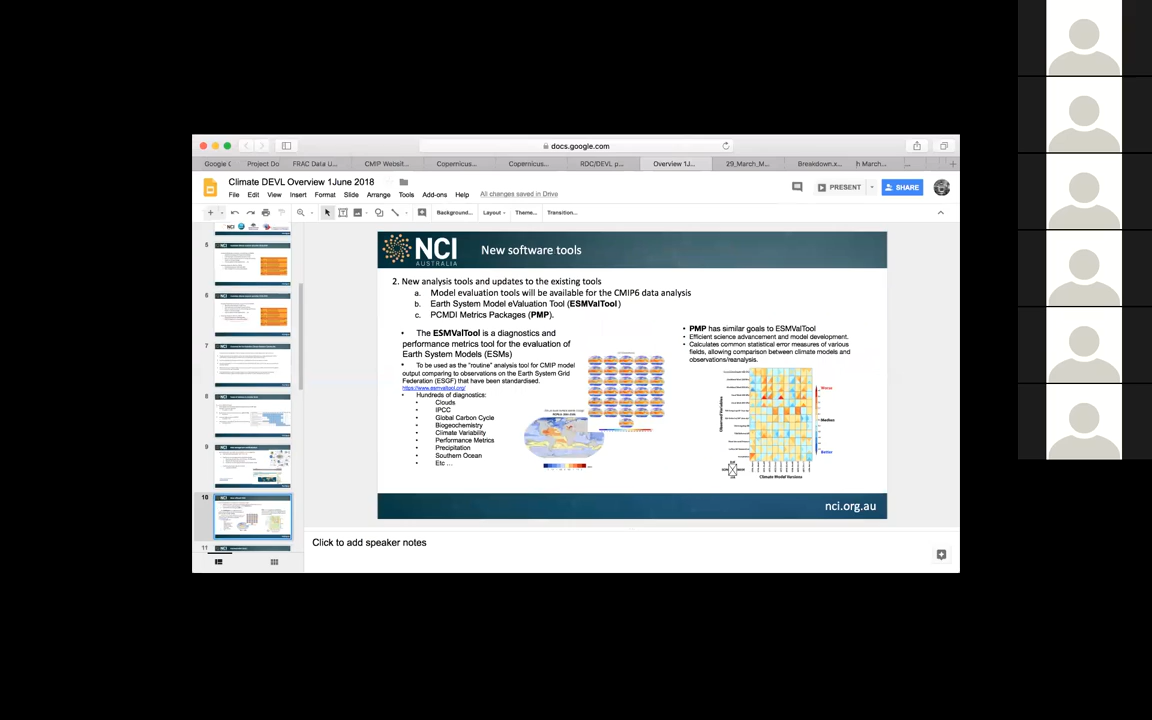 docs.google.com
Project Do
FRAC Data U...
CMIP Websit...
Copernicus...
Copernicus...
RDC/DEVL p...
Overview 1J...
29_March_M...
Breakdown.x...
h March...
Climate DEVL Overview 1June 2018
File Edit View Insert Format Slide Arrange Tools Add-ons Help All changes saved in Drive
PRESENT
SHARE
Background... Layout Theme... Transition...
5
6
7
8
9
10
11
NCI
AUSTRALIA
New software tools
2. New analysis tools and updates to the existing tools
a. Model evaluation tools will be available for the CMIP6 data analysis
b. Earth System Model eValuation Tool (ESMValTool)
c. PCMDI Metrics Packages (PMP).
• The ESMValTool is a diagnostics and
performance metrics tool for the evaluation of
Earth System Models (ESMs)
• To be used as the "routine" analysis tool for CMIP model
output comparing to observations on the Earth System Grid
Federation (ESGF) that have been standardised.
https://www.esmvaltool.org/
• Hundreds of diagnostics:
• Clouds
• IPCC
• Global Carbon Cycle
• Biogeochemistry
• Climate Variability
• Performance Metrics
• Precipitation
• Southern Ocean
• Etc ...
• PMP has similar goals to ESMValTool
• Efficient science advancement and model development.
• Calculates common statistical error measures of various
fields, allowing comparison between climate models and
observations/reanalysis.
Worse
Median
Better
Climate Model Versions
nci.org.au
Click to add speaker notes